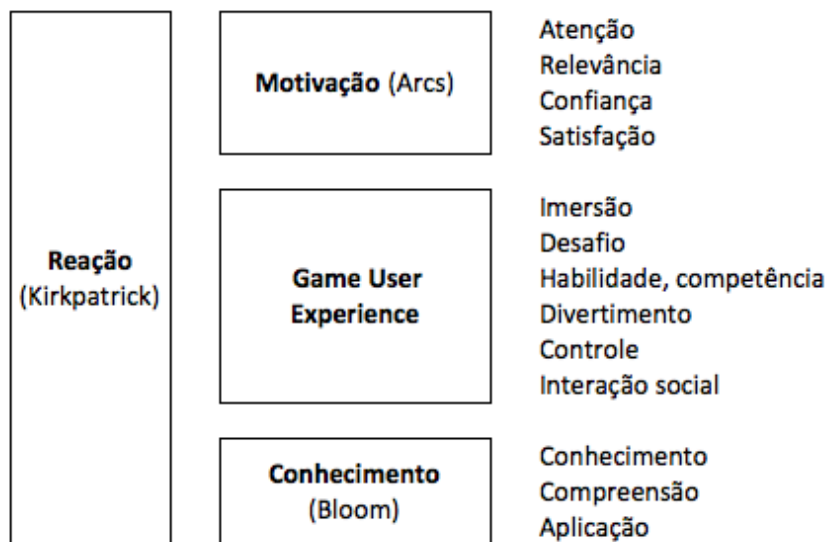 Reação
(Kirkpatrick)
Motivação (Arcs)
Atenção
Relevância
Confiança
Satisfação
Game User
Experience
Imersão
Desafio
Habilidade, competência
Divertimento
Controle
Interação social
Conhecimento
(Bloom)
Conhecimento
Compreensão
Aplicação